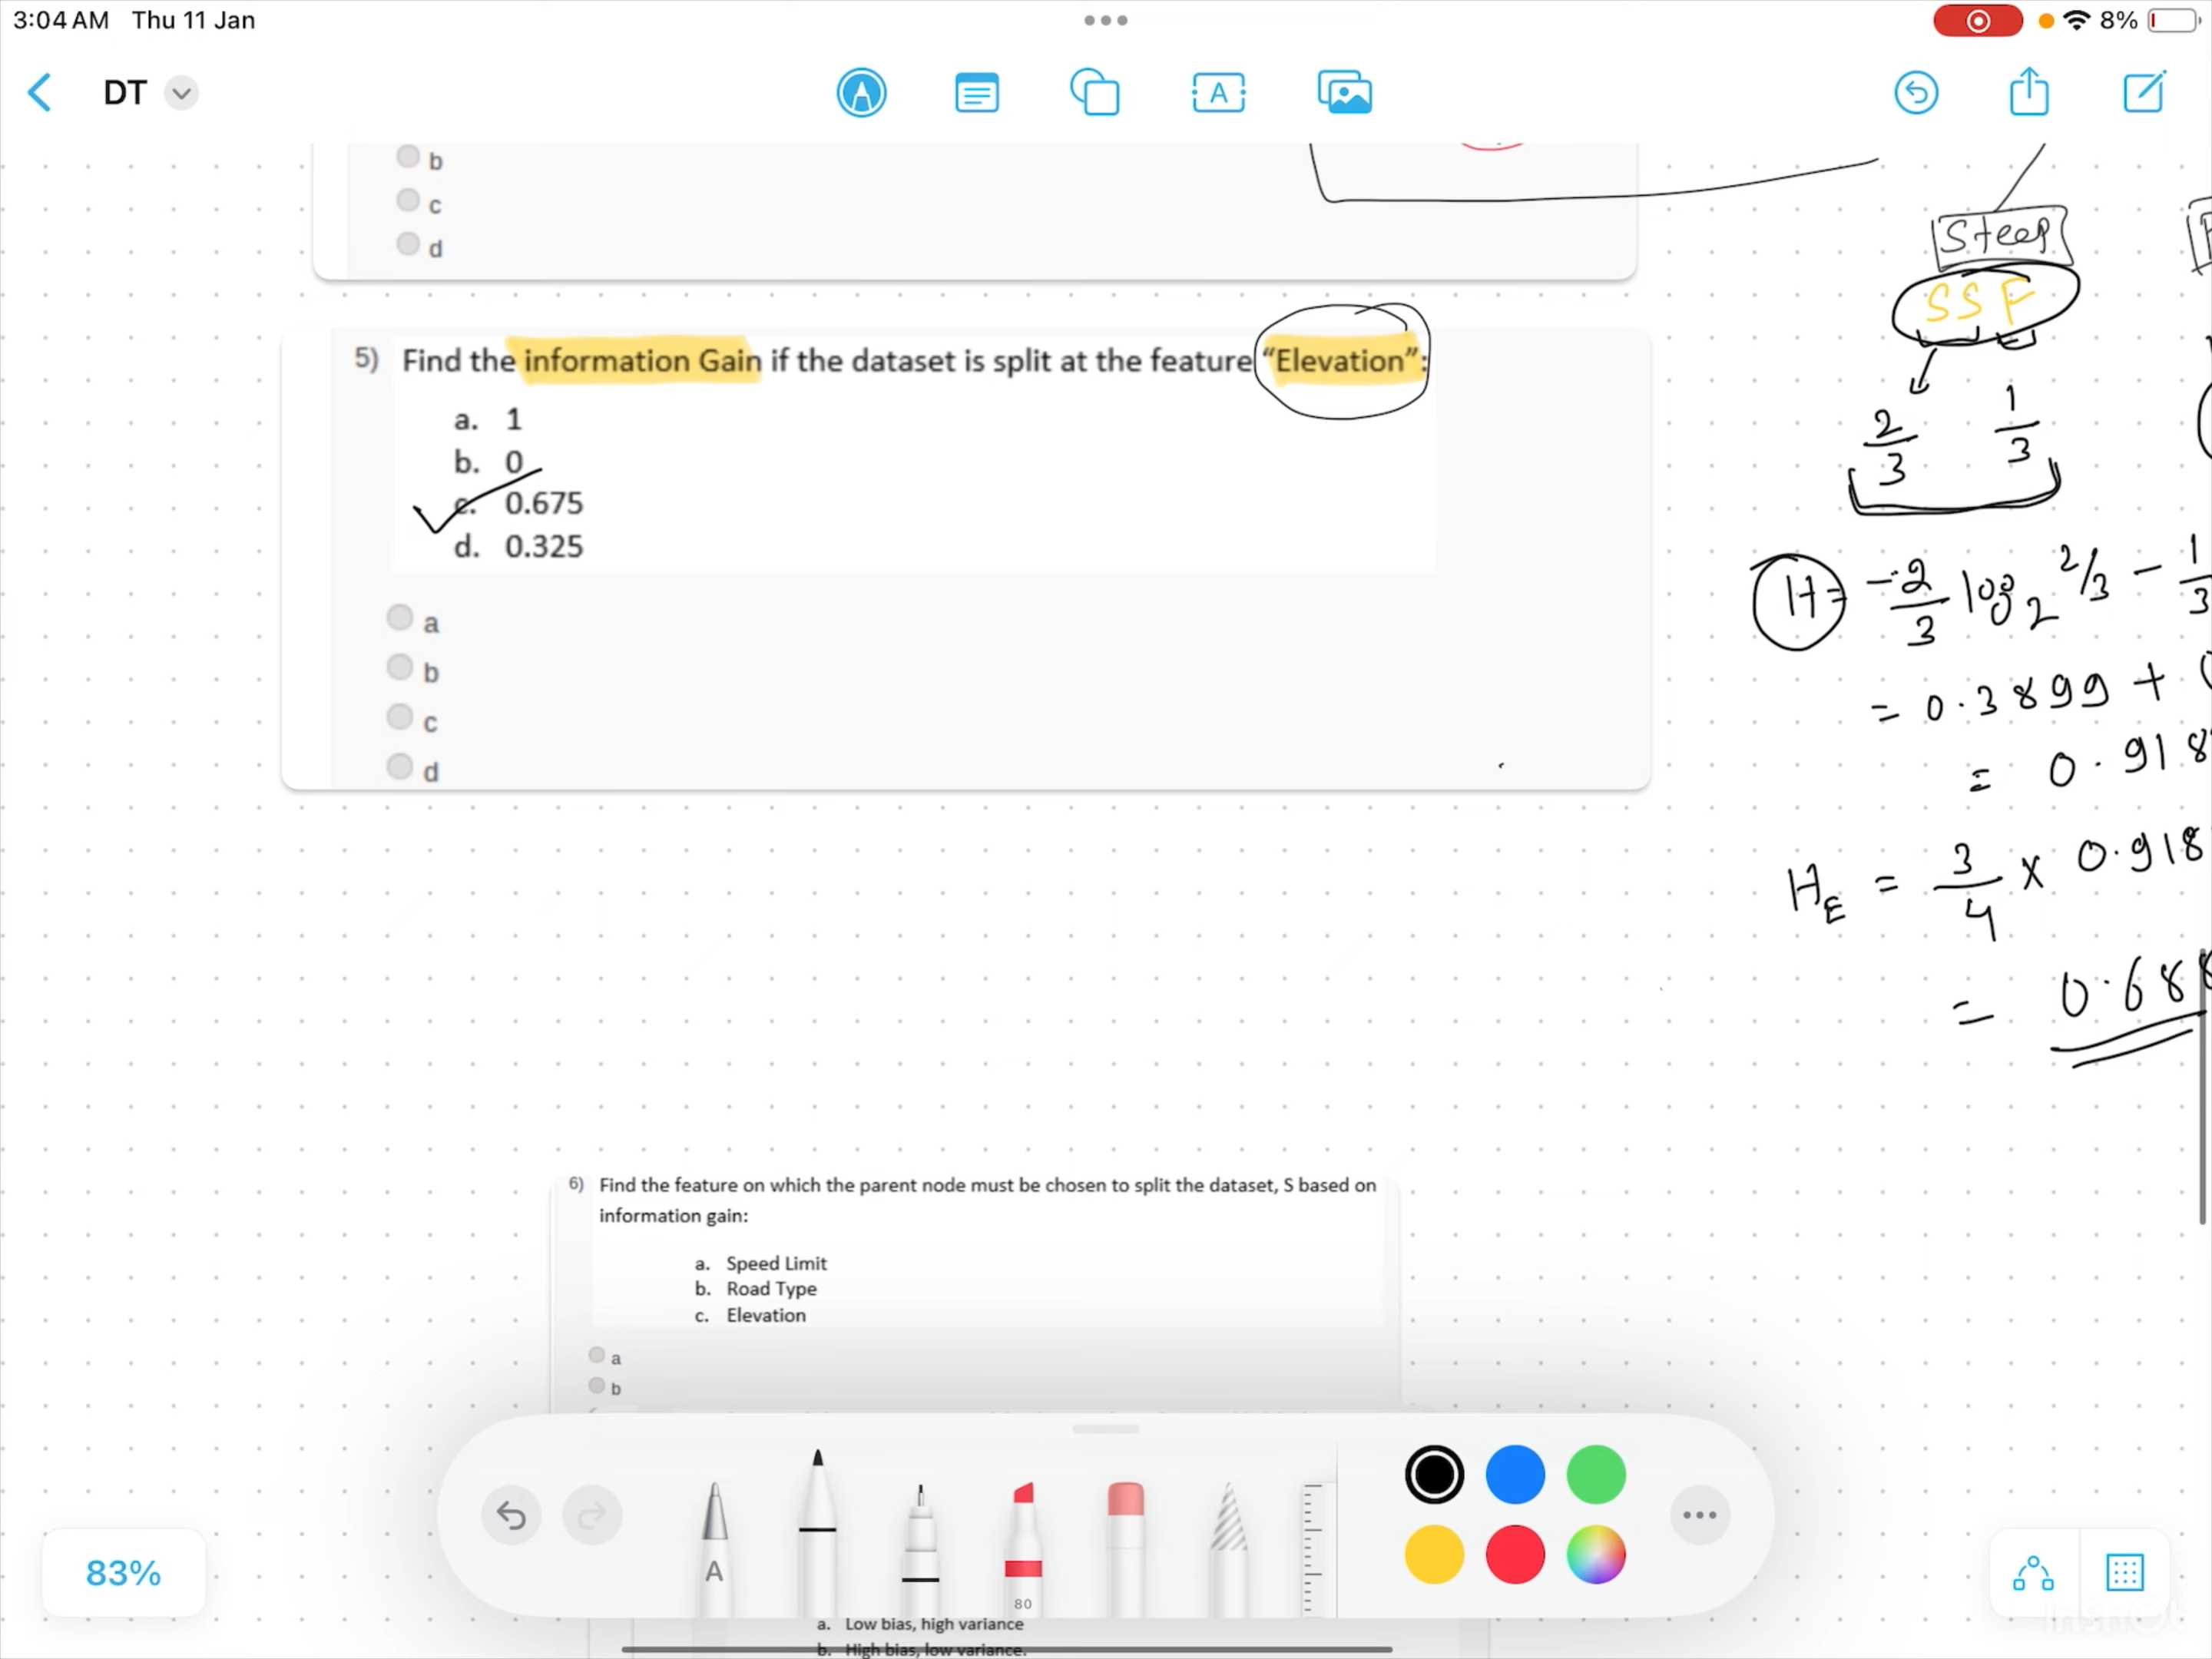 3:04 AM Thu 11 Jan
8%
DT
A
b
c
d
5) Find the information Gain if the dataset is split at the feature "Elevation":
a. 1
b. 0
c. 0.675
d. 0.325
a
b
c
d
Steep
S S F
2/3 1/3
H = -2/3 log2 2/3 - 1/3
= 0.3899 +
= 0.918
HE = 3/4 x 0.918
= 0.688
6) Find the feature on which the parent node must be chosen to split the dataset, S based on
information gain:
a. Speed Limit
b. Road Type
c. Elevation
a
b
A
80
83%
a. Low bias, high variance
b. High bias, low variance.